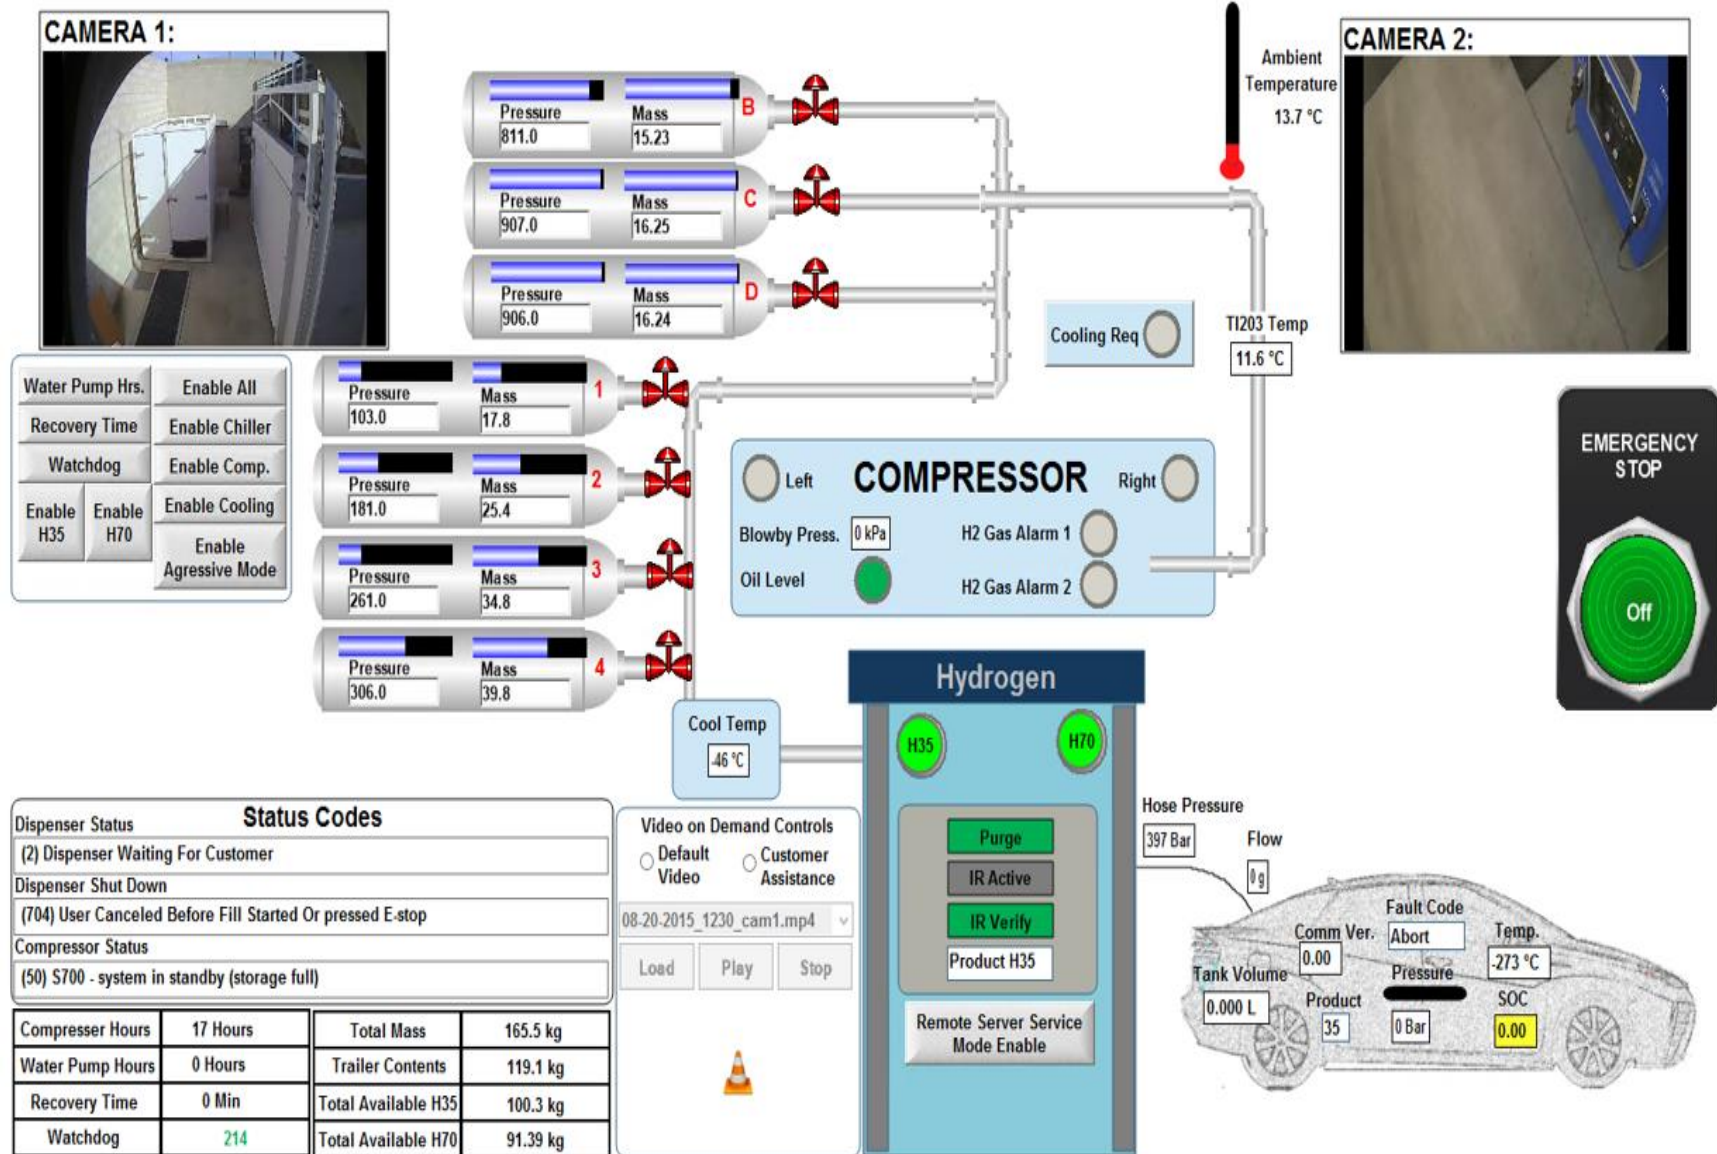 CAMERA 1:
CAMERA 2:
Ambient
Temperature
13.7 °C
Pressure
Mass
B
811.0
15.23
Pressure
Mass
C
907.0
16.25
Pressure
Mass
D
906.0
16.24
Cooling Req
TI203 Temp
11.6 °C
Water Pump Hrs.
Enable All
Recovery Time
Enable Chiller
Watchdog
Enable Comp.
Enable
H35
Enable
H70
Enable Cooling
Enable
Agressive Mode
Pressure
Mass
1
103.0
17.8
Pressure
Mass
2
181.0
25.4
Pressure
Mass
3
261.0
34.8
Pressure
Mass
4
306.0
39.8
COMPRESSOR
Left
Right
Blowby Press.
0 kPa
H2 Gas Alarm 1
Oil Level
H2 Gas Alarm 2
EMERGENCY
STOP
Off
Cool Temp
-46 °C
Hydrogen
H35
H70
Purge
IR Active
IR Verify
Product H35
Remote Server Service
Mode Enable
Hose Pressure
397 Bar
Flow
0 g
Fault Code
Abort
Comm Ver.
0.00
Temp.
-273 °C
Tank Volume
0.000 L
Pressure
0 Bar
Product
35
SOC
0.00
Status Codes
Dispenser Status
(2) Dispenser Waiting For Customer
Dispenser Shut Down
(704) User Canceled Before Fill Started Or pressed E-stop
Compressor Status
(50) S700 - system in standby (storage full)
Video on Demand Controls
Default
Video
Customer
Assistance
08-20-2015_1230_cam1.mp4
Load
Play
Stop
Compresser Hours
17 Hours
Total Mass
165.5 kg
Water Pump Hours
0 Hours
Trailer Contents
119.1 kg
Recovery Time
0 Min
Total Available H35
100.3 kg
Watchdog
214
Total Available H70
91.39 kg